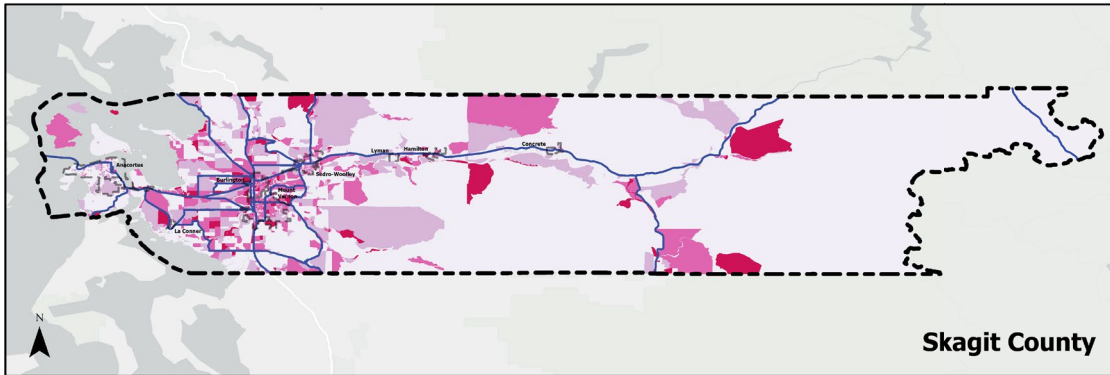 Anacortes
Burlington
Mount
Vernon
Sedro-Woolley
Lyman
Hamilton
Concrete
La Conner
N
Skagit County